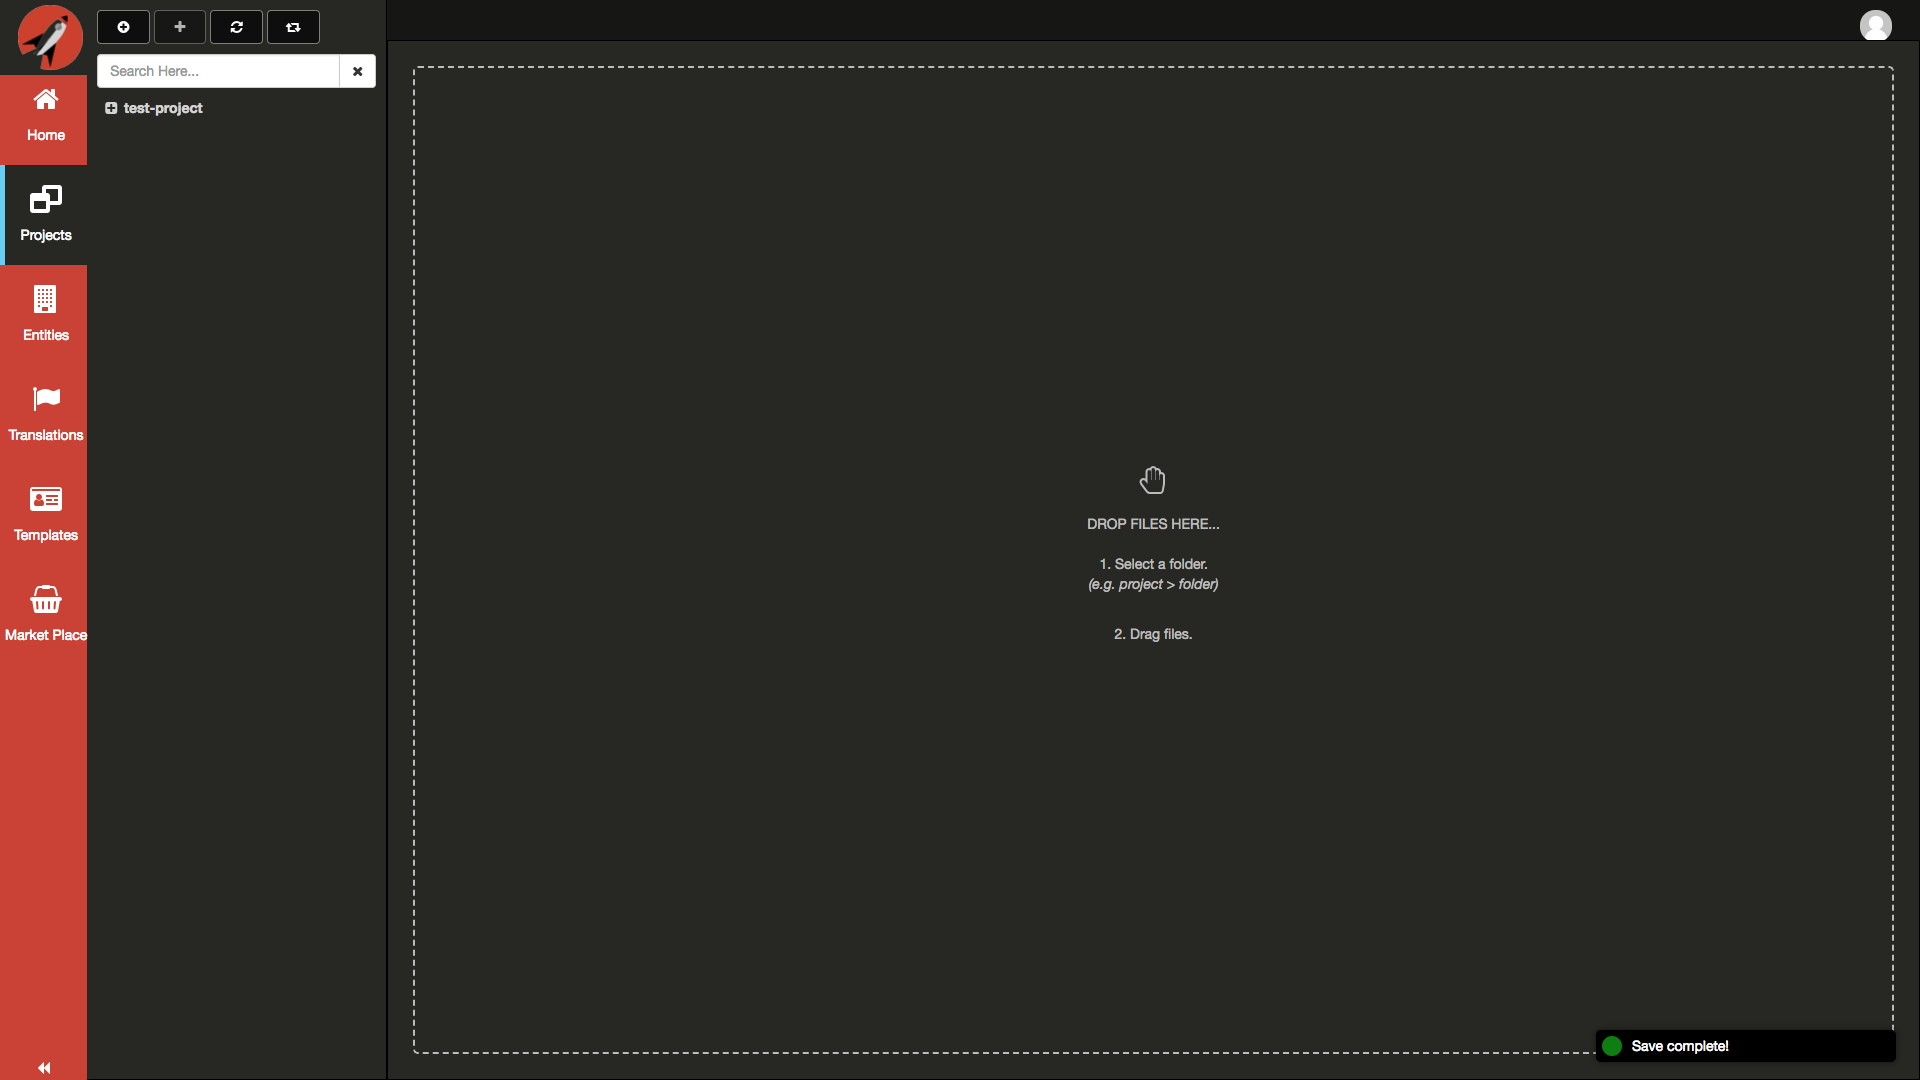 Search Here...
test-project
Home
Projects
Entities
Translations
Templates
Market Place
DROP FILES HERE...
1. Select a folder.
(e.g. project > folder)
2. Drag files.
Save complete!